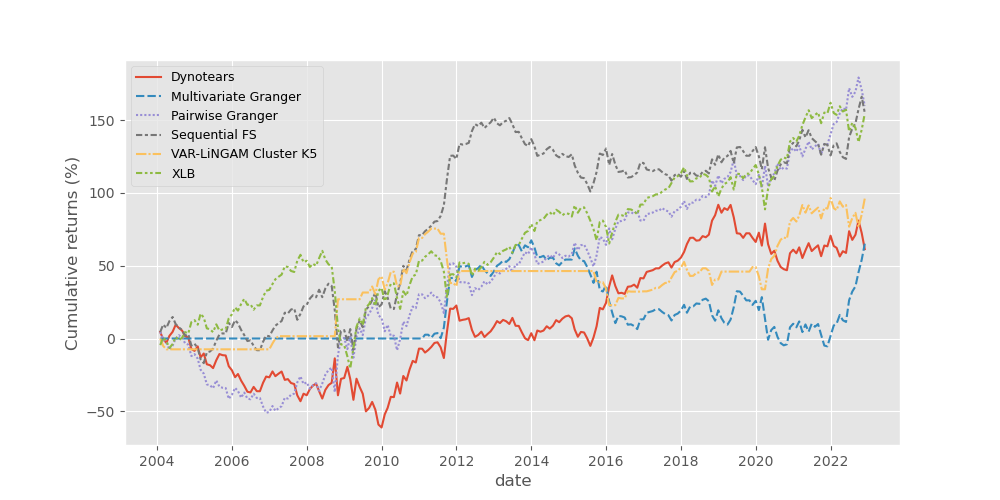 Dynotears
Multivariate Granger
Pairwise Granger
Sequential FS
VAR-LiNGAM Cluster K5
XLB
Cumulative returns (%)
150
100
50
0
−50
2004 2006 2008 2010 2012 2014 2016 2018 2020 2022
date